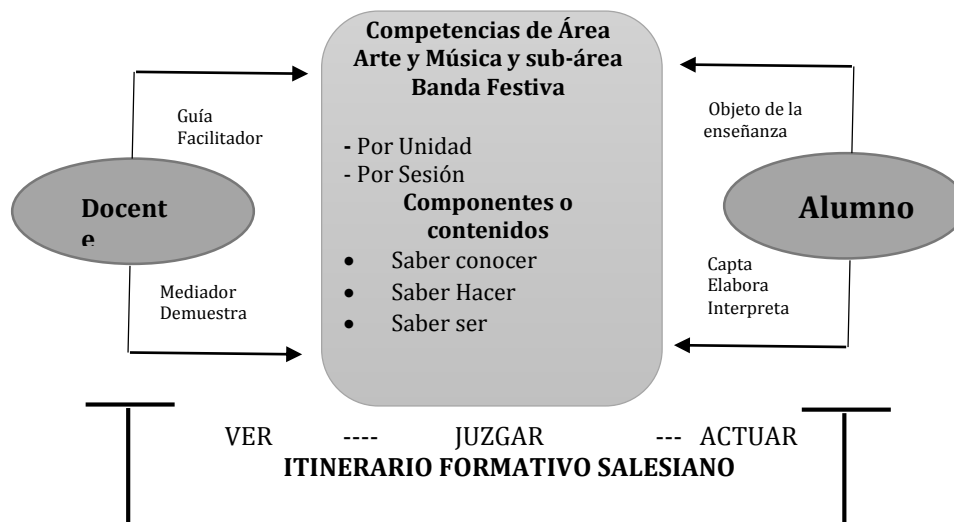 Competencias de Área
Arte y Música y sub-área
Banda Festiva
- Por Unidad
- Por Sesión
Componentes o
contenidos
• Saber conocer
• Saber Hacer
• Saber ser
Guía
Facilitador
Docent
e
Mediador
Demuestra
Objeto de la
enseñanza
Alumno
Capta
Elabora
Interpreta
VER ---- JUZGAR --- ACTUAR
ITINERARIO FORMATIVO SALESIANO